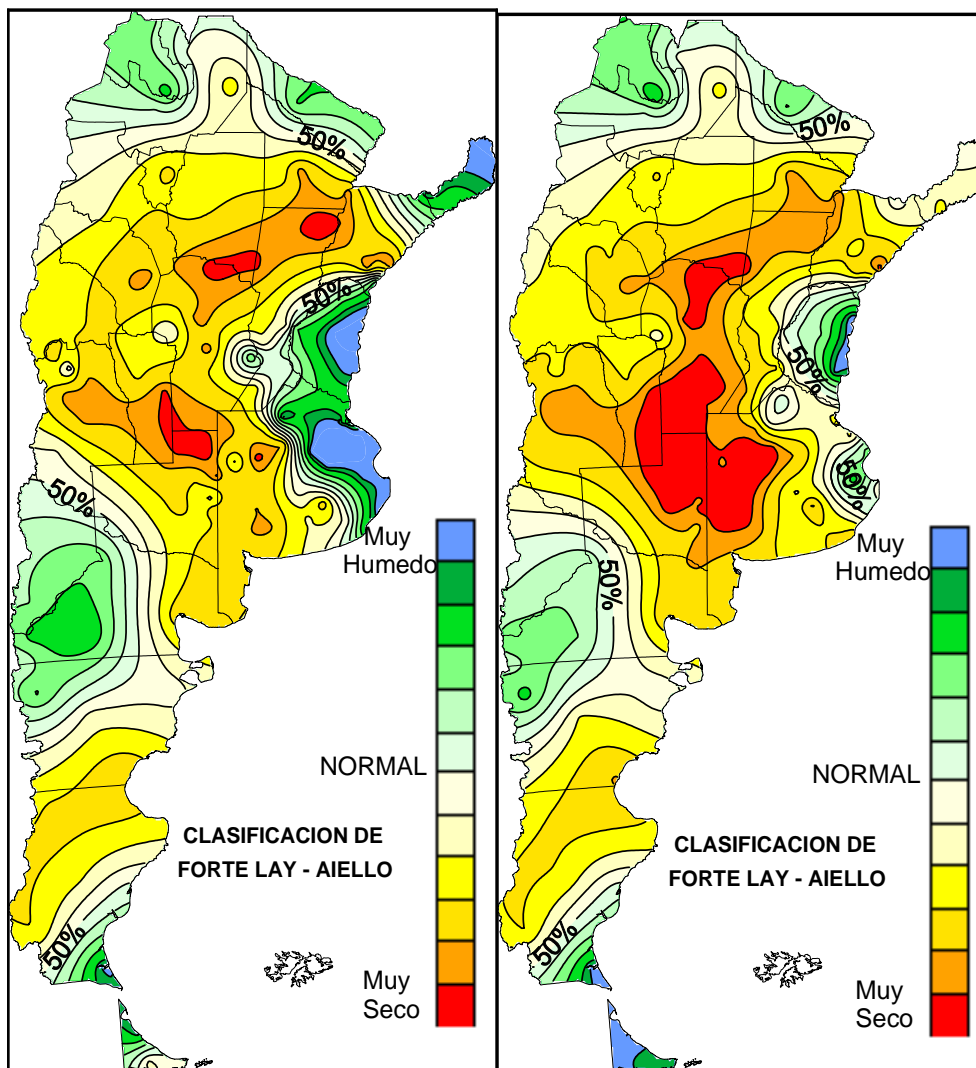 50%
50%
50%
50%
Muy
Humedo
NORMAL
CLASIFICACION DE
FORTE LAY - AIELLO
Muy
Seco
50%
50%
50%
50%
50%
Muy
Humedo
NORMAL
CLASIFICACION DE
FORTE LAY - AIELLO
Muy
Seco